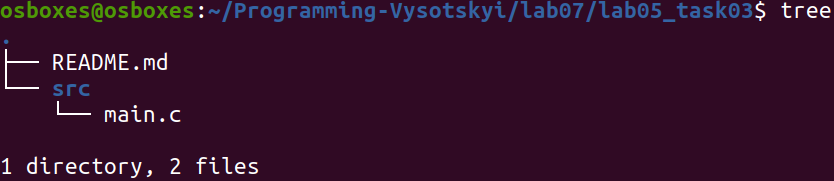 osboxes@osboxes:~/Programming-Vysotskyi/lab07/lab05_task03$ tree
.
├── README.md
└── src
    └── main.c

1 directory, 2 files